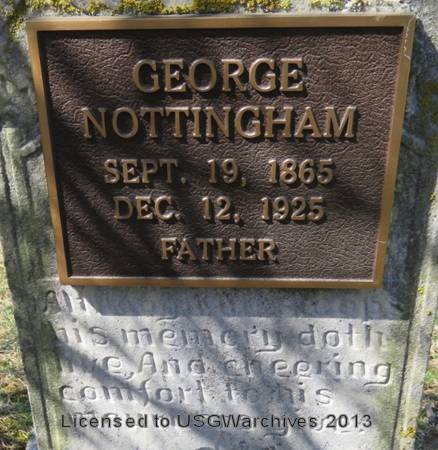 GEORGE
NOTTINGHAM
SEPT. 19, 1865
DEC. 12, 1925
FATHER
his memory doth
live, And cheering
comfort to his
Licensed to USGWarchives 2013